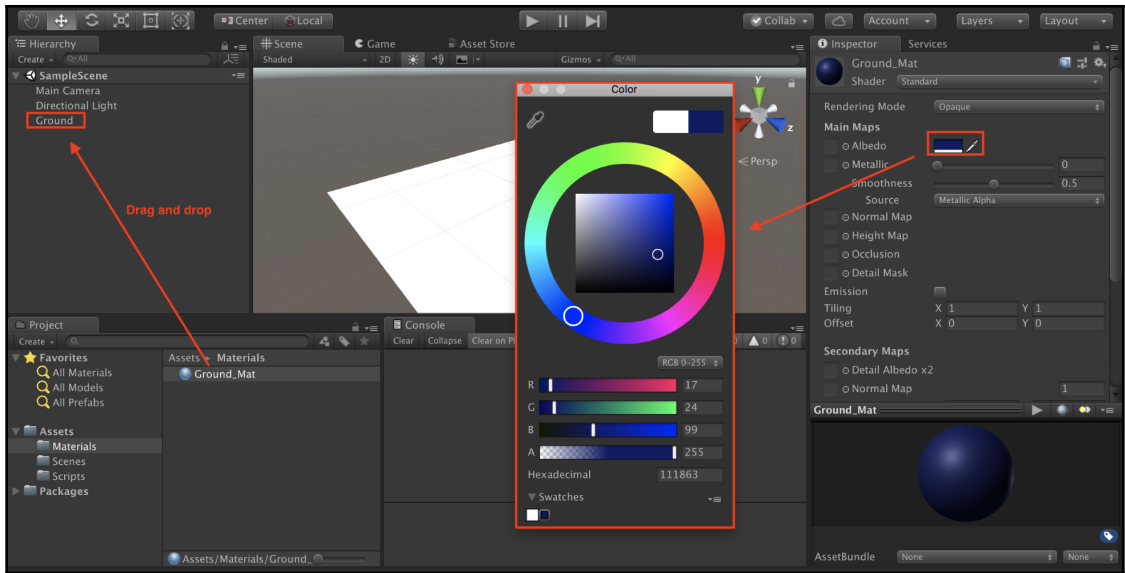 Center Local Collab Account Layers Layout
Hierarchy
Create All
SampleScene
Main Camera
Directional Light
Ground
Drag and drop
Scene Game Asset Store
Shaded 2D Gizmos All
y
z
Persp
Color
RGB 0-255
R 17
G 24
B 99
A 255
Hexadecimal 111863
Swatches
Inspector Services
Ground_Mat
Shader Standard
Rendering Mode Opaque
Main Maps
Albedo
Metallic 0
Smoothness 0.5
Source Metallic Alpha
Normal Map
Height Map
Occlusion
Detail Mask
Emission
Tiling X 1 Y 1
Offset X 0 Y 0
Secondary Maps
Detail Albedo x2
Normal Map 1
Ground_Mat
AssetBundle None None
Project
Create
Favorites
All Materials
All Models
All Prefabs
Assets
Materials
Scenes
Scripts
Packages
Assets Materials
Ground_Mat
Assets/Materials/Ground_
Console
Clear Collapse Clear on Pl 0 0